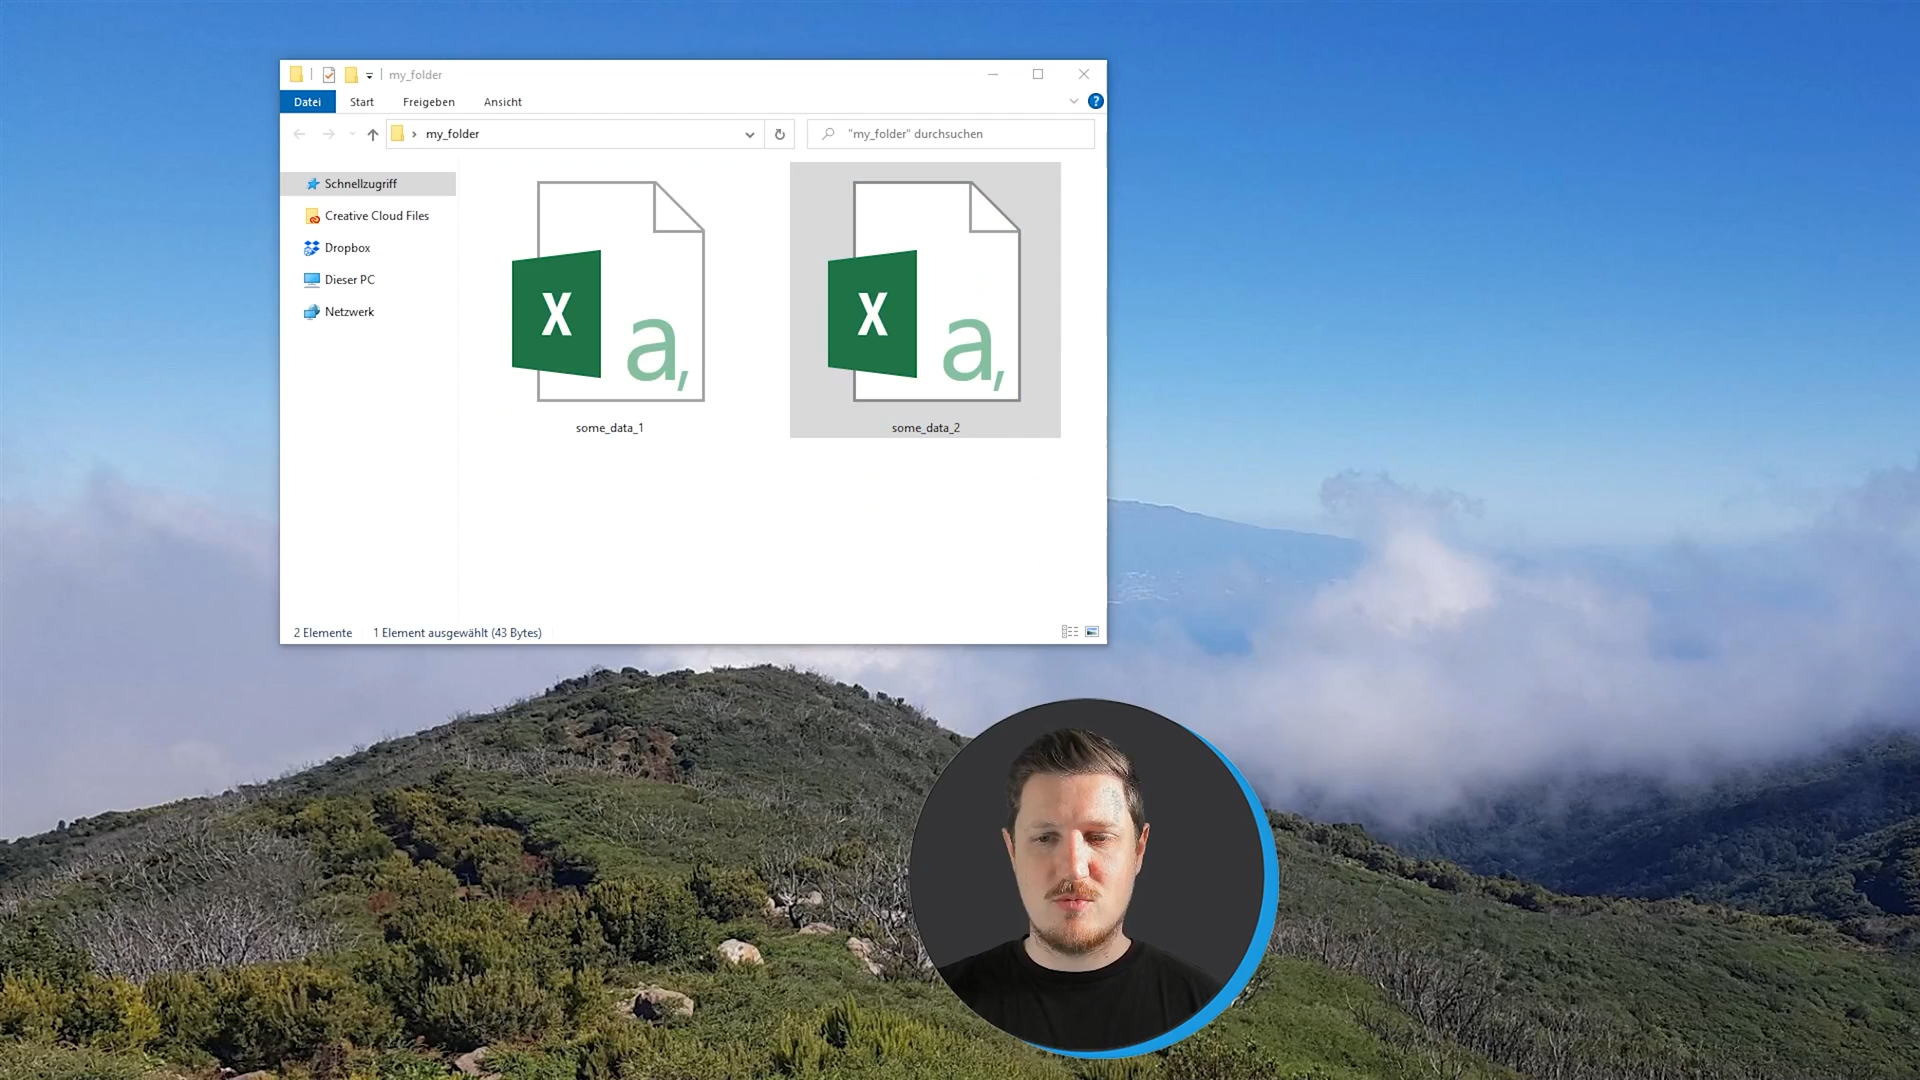 my_folder
Datei Start Freigeben Ansicht ?
my_folder "my_folder" durchsuchen
Schnellzugriff
Creative Cloud Files
Dropbox
Dieser PC
Netzwerk
X a, X a,
some_data_1 some_data_2
2 Elemente 1 Element ausgewählt (43 Bytes)